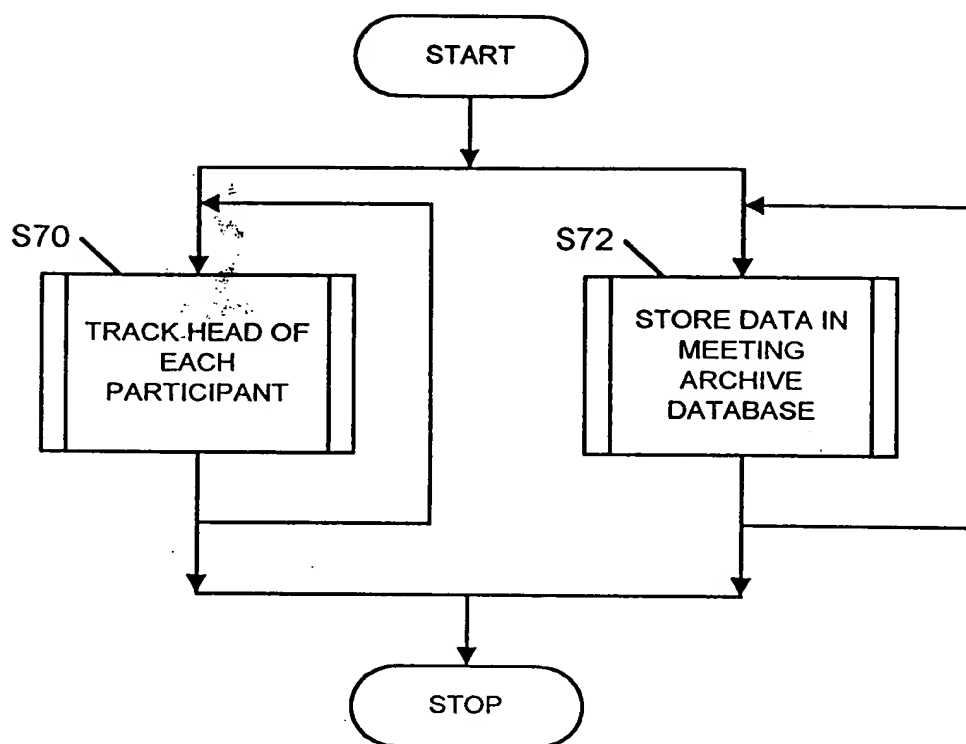 START
S70
TRACK HEAD OF
EACH
PARTICIPANT
S72
STORE DATA IN
MEETING
ARCHIVE
DATABASE
STOP